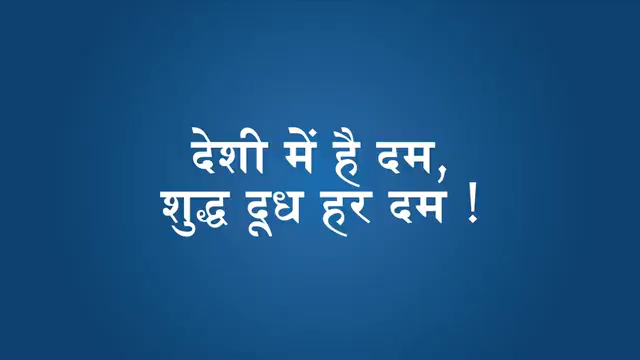 देशी में है दम,
शुद्ध दूध हर दम !